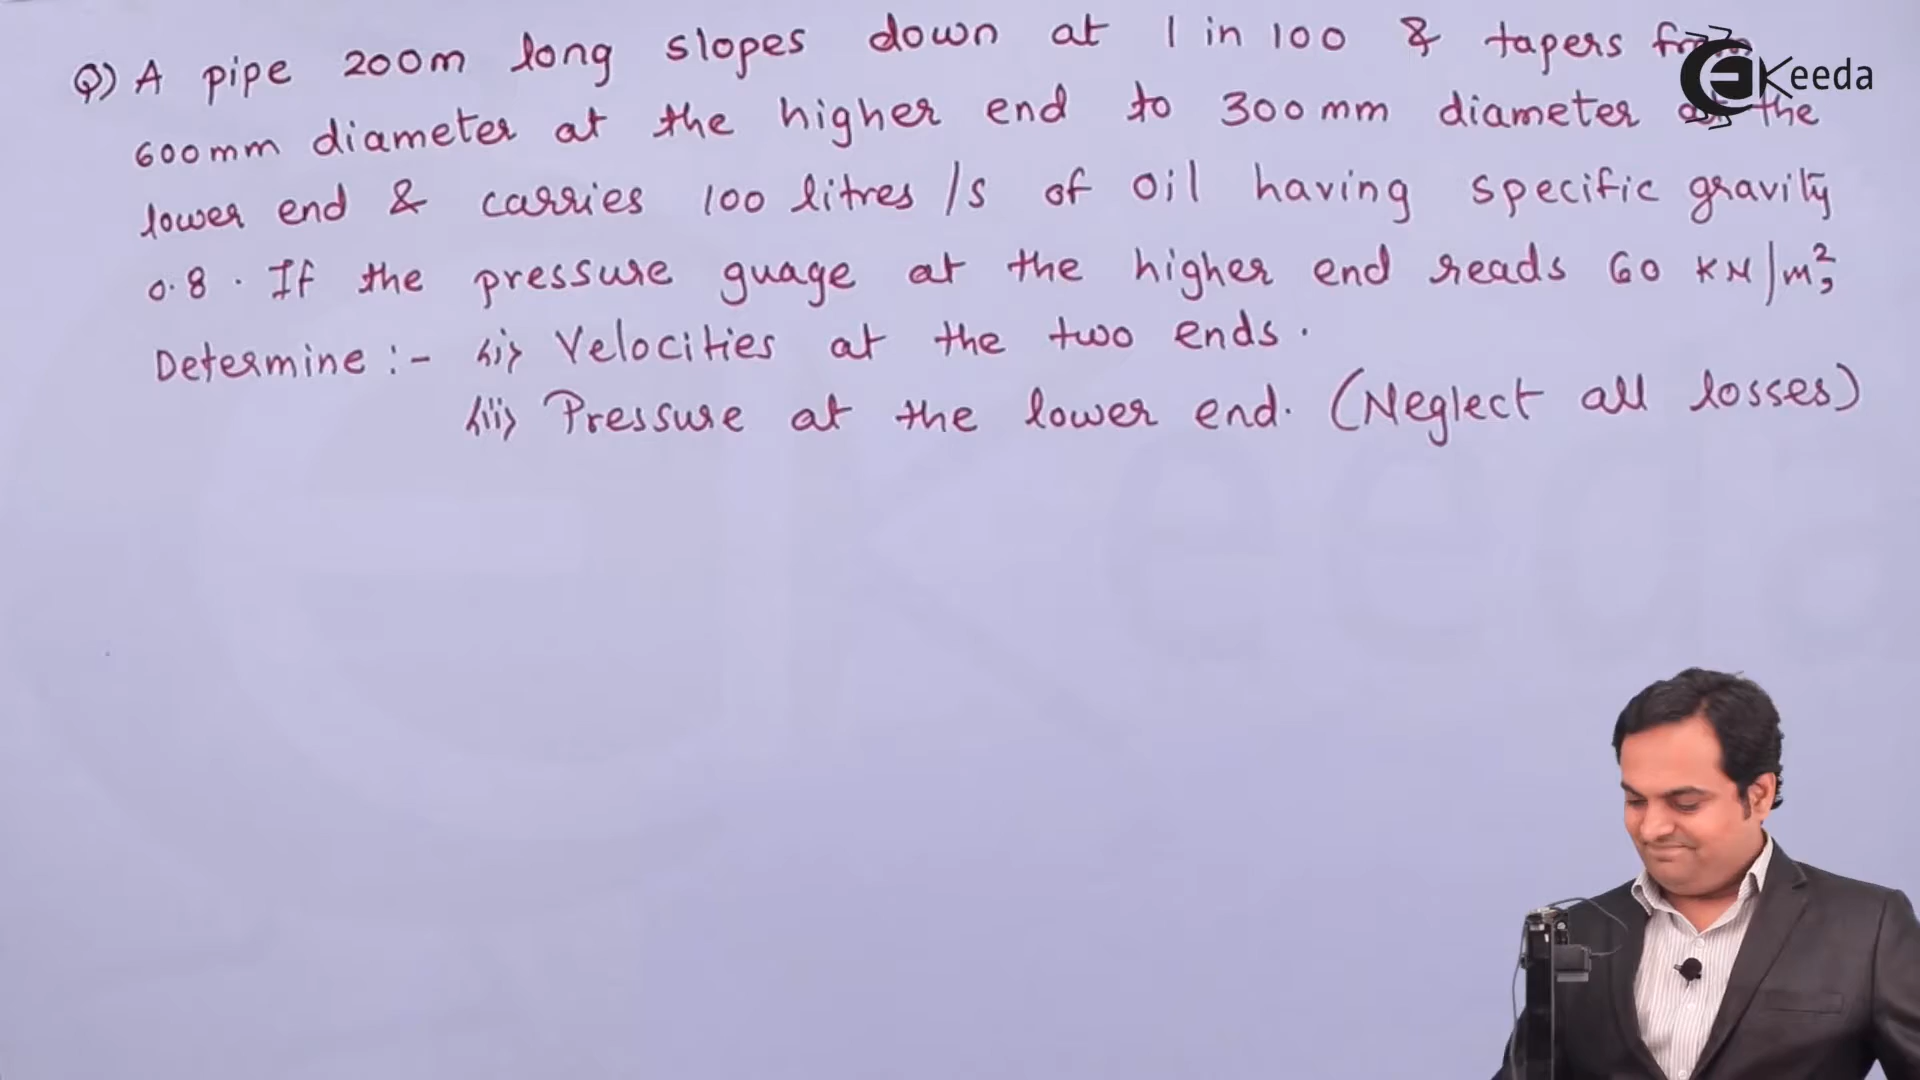 Q) A pipe 200m long slopes down at 1 in 100 & tapers from
Keeda
600mm diameter at the higher end to 300mm diameter at the
lower end & carries 100 litres /s of oil having specific gravity
0.8 . If the pressure guage at the higher end reads 60 KN/m²,
Determine :- (i) Velocities at the two ends .
(ii) Pressure at the lower end. (Neglect all losses)